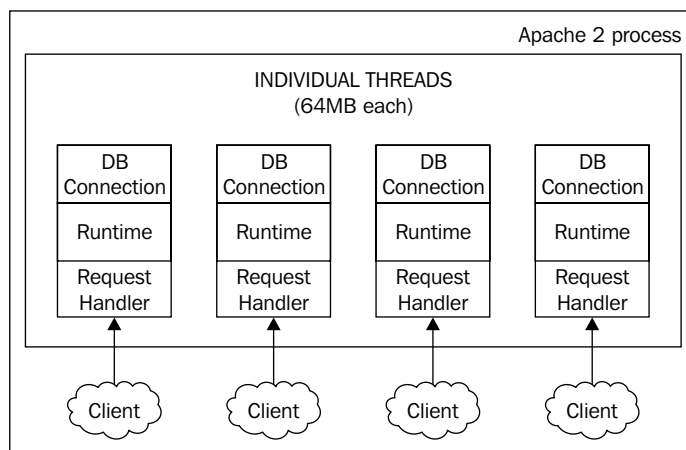 Apache 2 process
INDIVIDUAL THREADS
(64MB each)
DB
Connection
Runtime
Request
Handler
DB
Connection
Runtime
Request
Handler
DB
Connection
Runtime
Request
Handler
DB
Connection
Runtime
Request
Handler
Client
Client
Client
Client